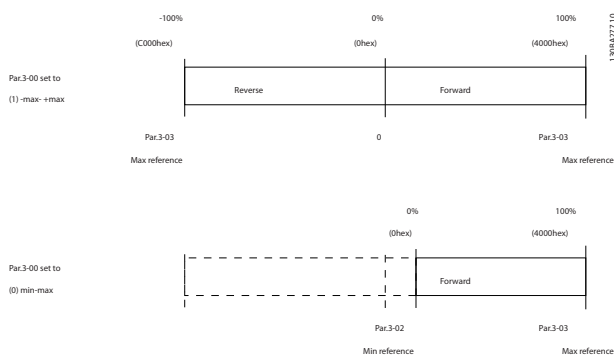 -100% 0% 100%
(C000hex) (0hex) (4000hex)
130BA277.10
Par.3-00 set to
(1) -max- +max
Reverse Forward
Par.3-03 0 Par.3-03
Max reference Max reference
0% 100%
(0hex) (4000hex)
Par.3-00 set to
(0) min-max
Forward
Par.3-02 Par.3-03
Min reference Max reference